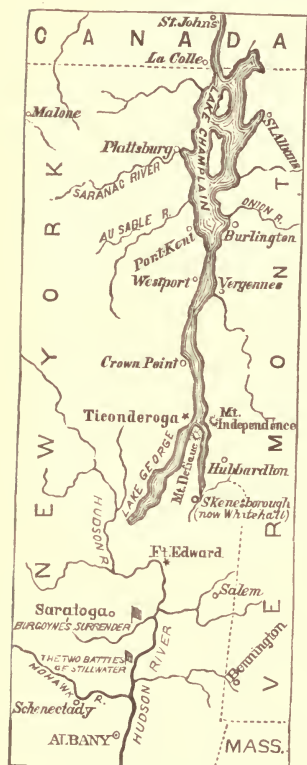 CANADA
St. Johns
La Colle
Malone
LAKE CHAMPLAIN
St. Albans
Plattsburg
SARANAC RIVER
ONION R.
AU SABLE R.
Port Kent
Burlington
Westport
Vergennes
NEW YORK
VERMONT
Crown Point
Ticonderoga
Mt.
Independence
LAKE GEORGE
Mt. Defiance
Hubbardton
Skenesborough
(now Whitehall)
HUDSON R.
Ft. Edward
Salem
Saratoga
BURGOYNE'S SURRENDER
THE TWO BATTLES
OF STILLWATER
HUDSON RIVER
Bennington
MOHAWK R.
Schenectady
ALBANY
MASS.